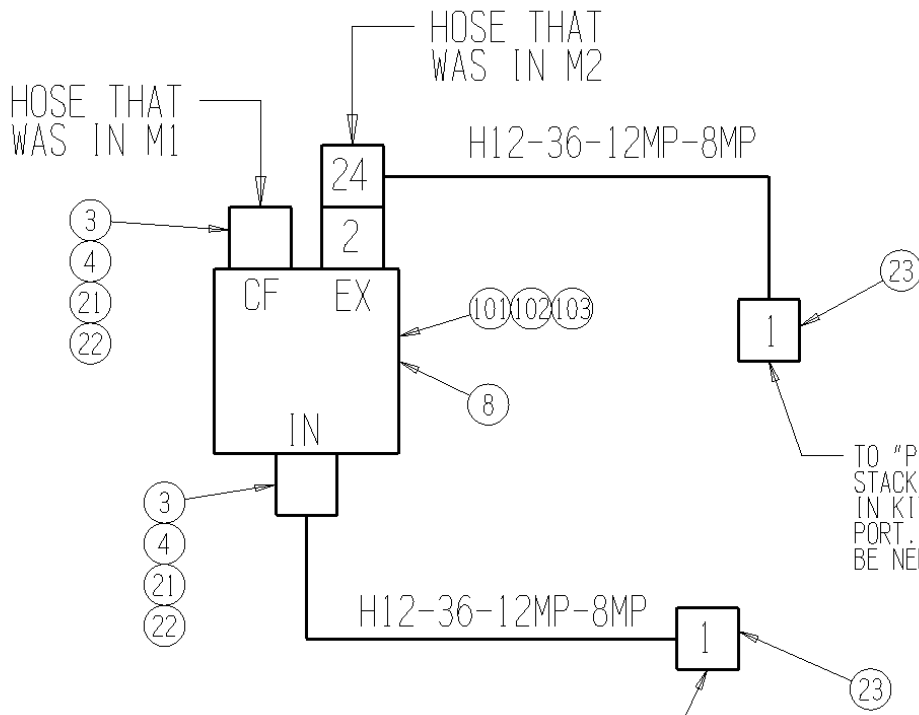 HOSE THAT
WAS IN M2
HOSE THAT
WAS IN M1
H12-36-12MP-8MP
24
2
3
4
21
22
CF EX
101 102 103
8
23
1
IN
TO "P
STACK
IN KI
PORT.
BE NE
3
4
21
22
H12-36-12MP-8MP
1
23